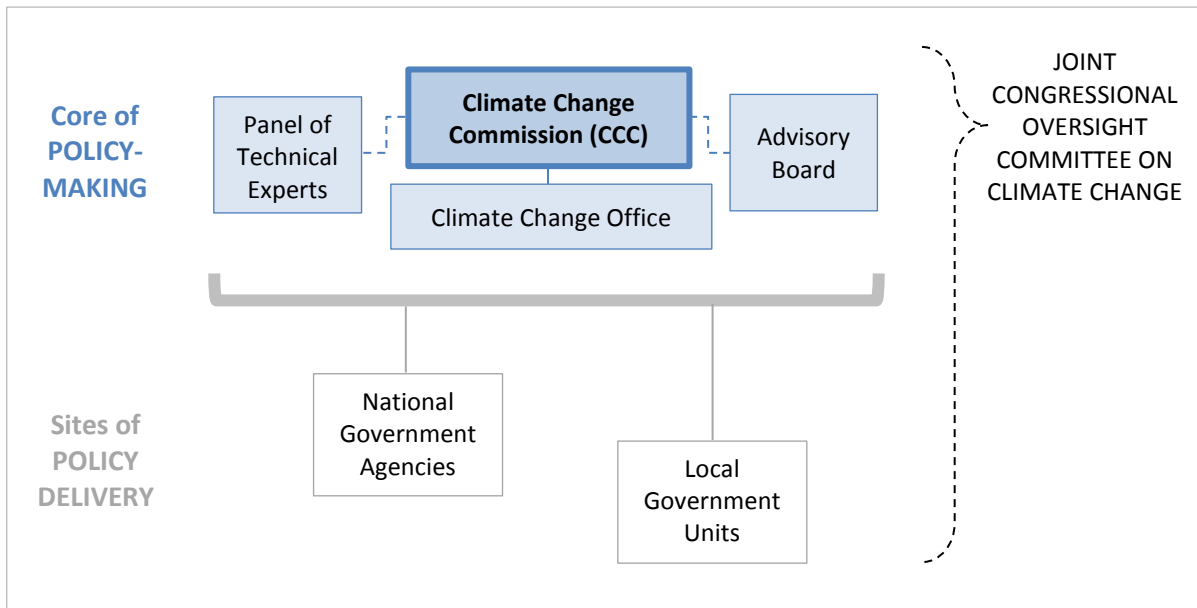 Core of
POLICY-
MAKING
Panel of
Technical
Experts
Climate Change
Commission (CCC)
Climate Change Office
Advisory
Board
JOINT
CONGRESSIONAL
OVERSIGHT
COMMITTEE ON
CLIMATE CHANGE
Sites of
POLICY
DELIVERY
National
Government
Agencies
Local
Government
Units